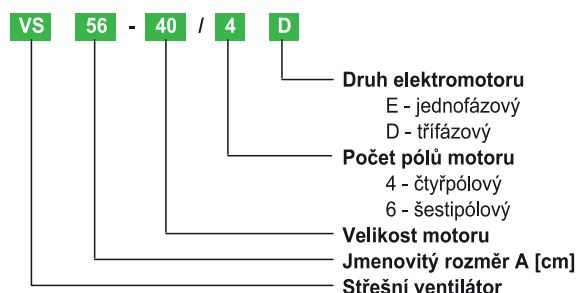 VS 56 - 40 / 4 D
Druh elektromotoru
E - jednofázový
D - třífázový
Počet pólů motoru
4 - čtyřpólový
6 - šestipólový
Velikost motoru
Jmenovitý rozměr A [cm]
Střešní ventilátor